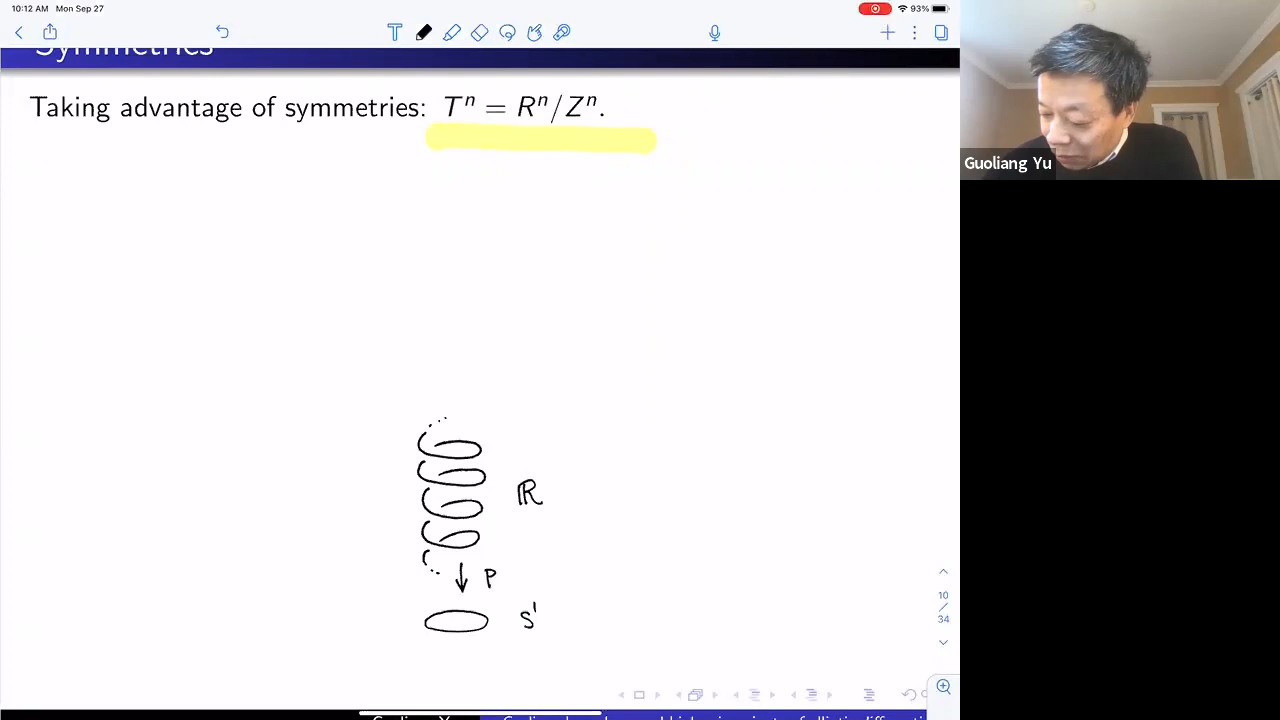 10:12 AM Mon Sep 27
93%
Symmetries
Taking advantage of symmetries: Tⁿ = Rⁿ/Zⁿ.
Guoliang Yu
ℝ
P
S¹
10
/
34